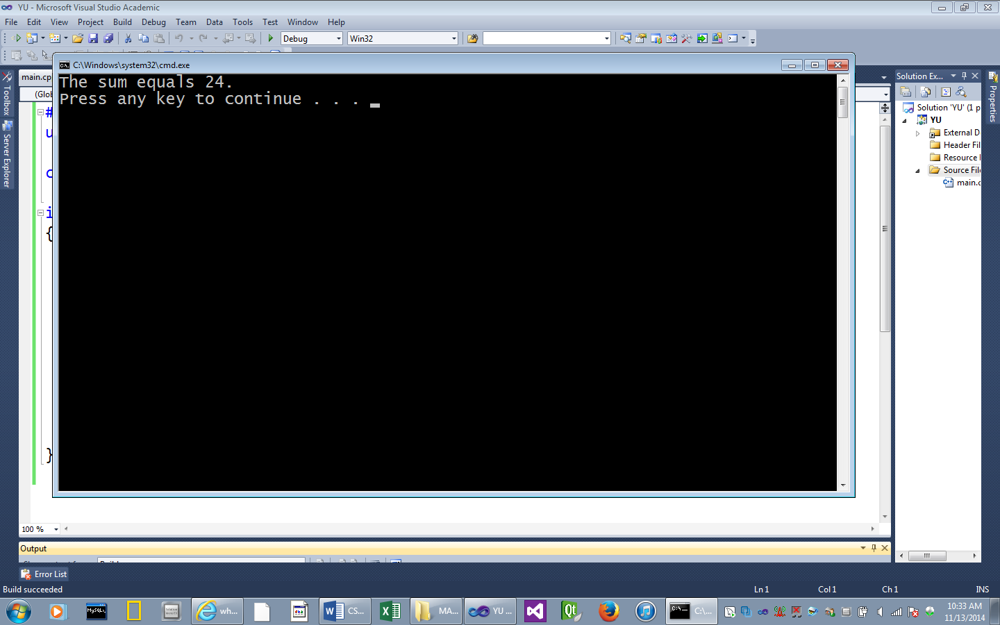 YU - Microsoft Visual Studio Academic
File Edit View Project Build Debug Team Data Tools Test Window Help
Debug Win32
C:\Windows\system32\cmd.exe
The sum equals 24.
Press any key to continue . . .
main.cp
(Glob
#
u
c
i
{
}
Toolbox
Server Explorer
Solution Ex...
Solution 'YU' (1 p
YU
External D
Header Fil
Resource
Source File
main.c
Properties
100 %
Output
Error List
Build succeeded
Ln 1 Col 1 Ch 1 INS
MySQL
wh...
CS...
MA...
YU ...
Qt
C:\...
10:33 AM
11/13/2014